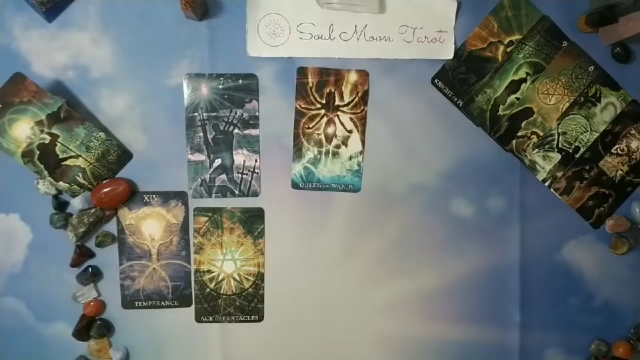 Soul Moon Tarot
QUEEN OF WANDS
XIV
TEMPERANCE
ACE OF PENTACLES